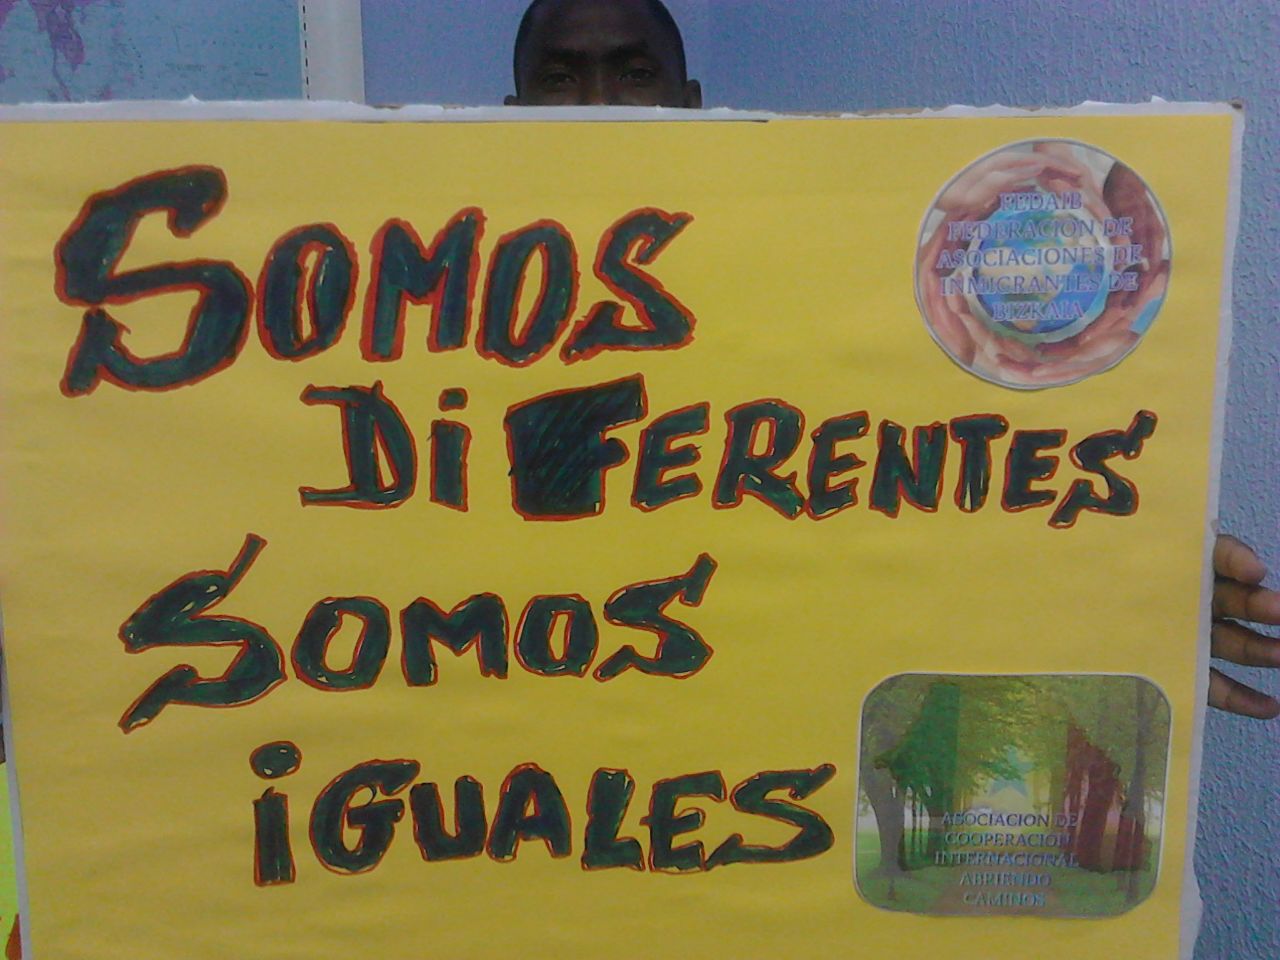 SOMOS
DiFERENTES
SOMOS
iGUALES
FEDAIB
FEDERACION DE
ASOCIACIONES DE
INMIGRANTES DE
BIZKAIA
ASOCIACION DE
COOPERACION
INTERNACIONAL
ABRIENDO
CAMINOS